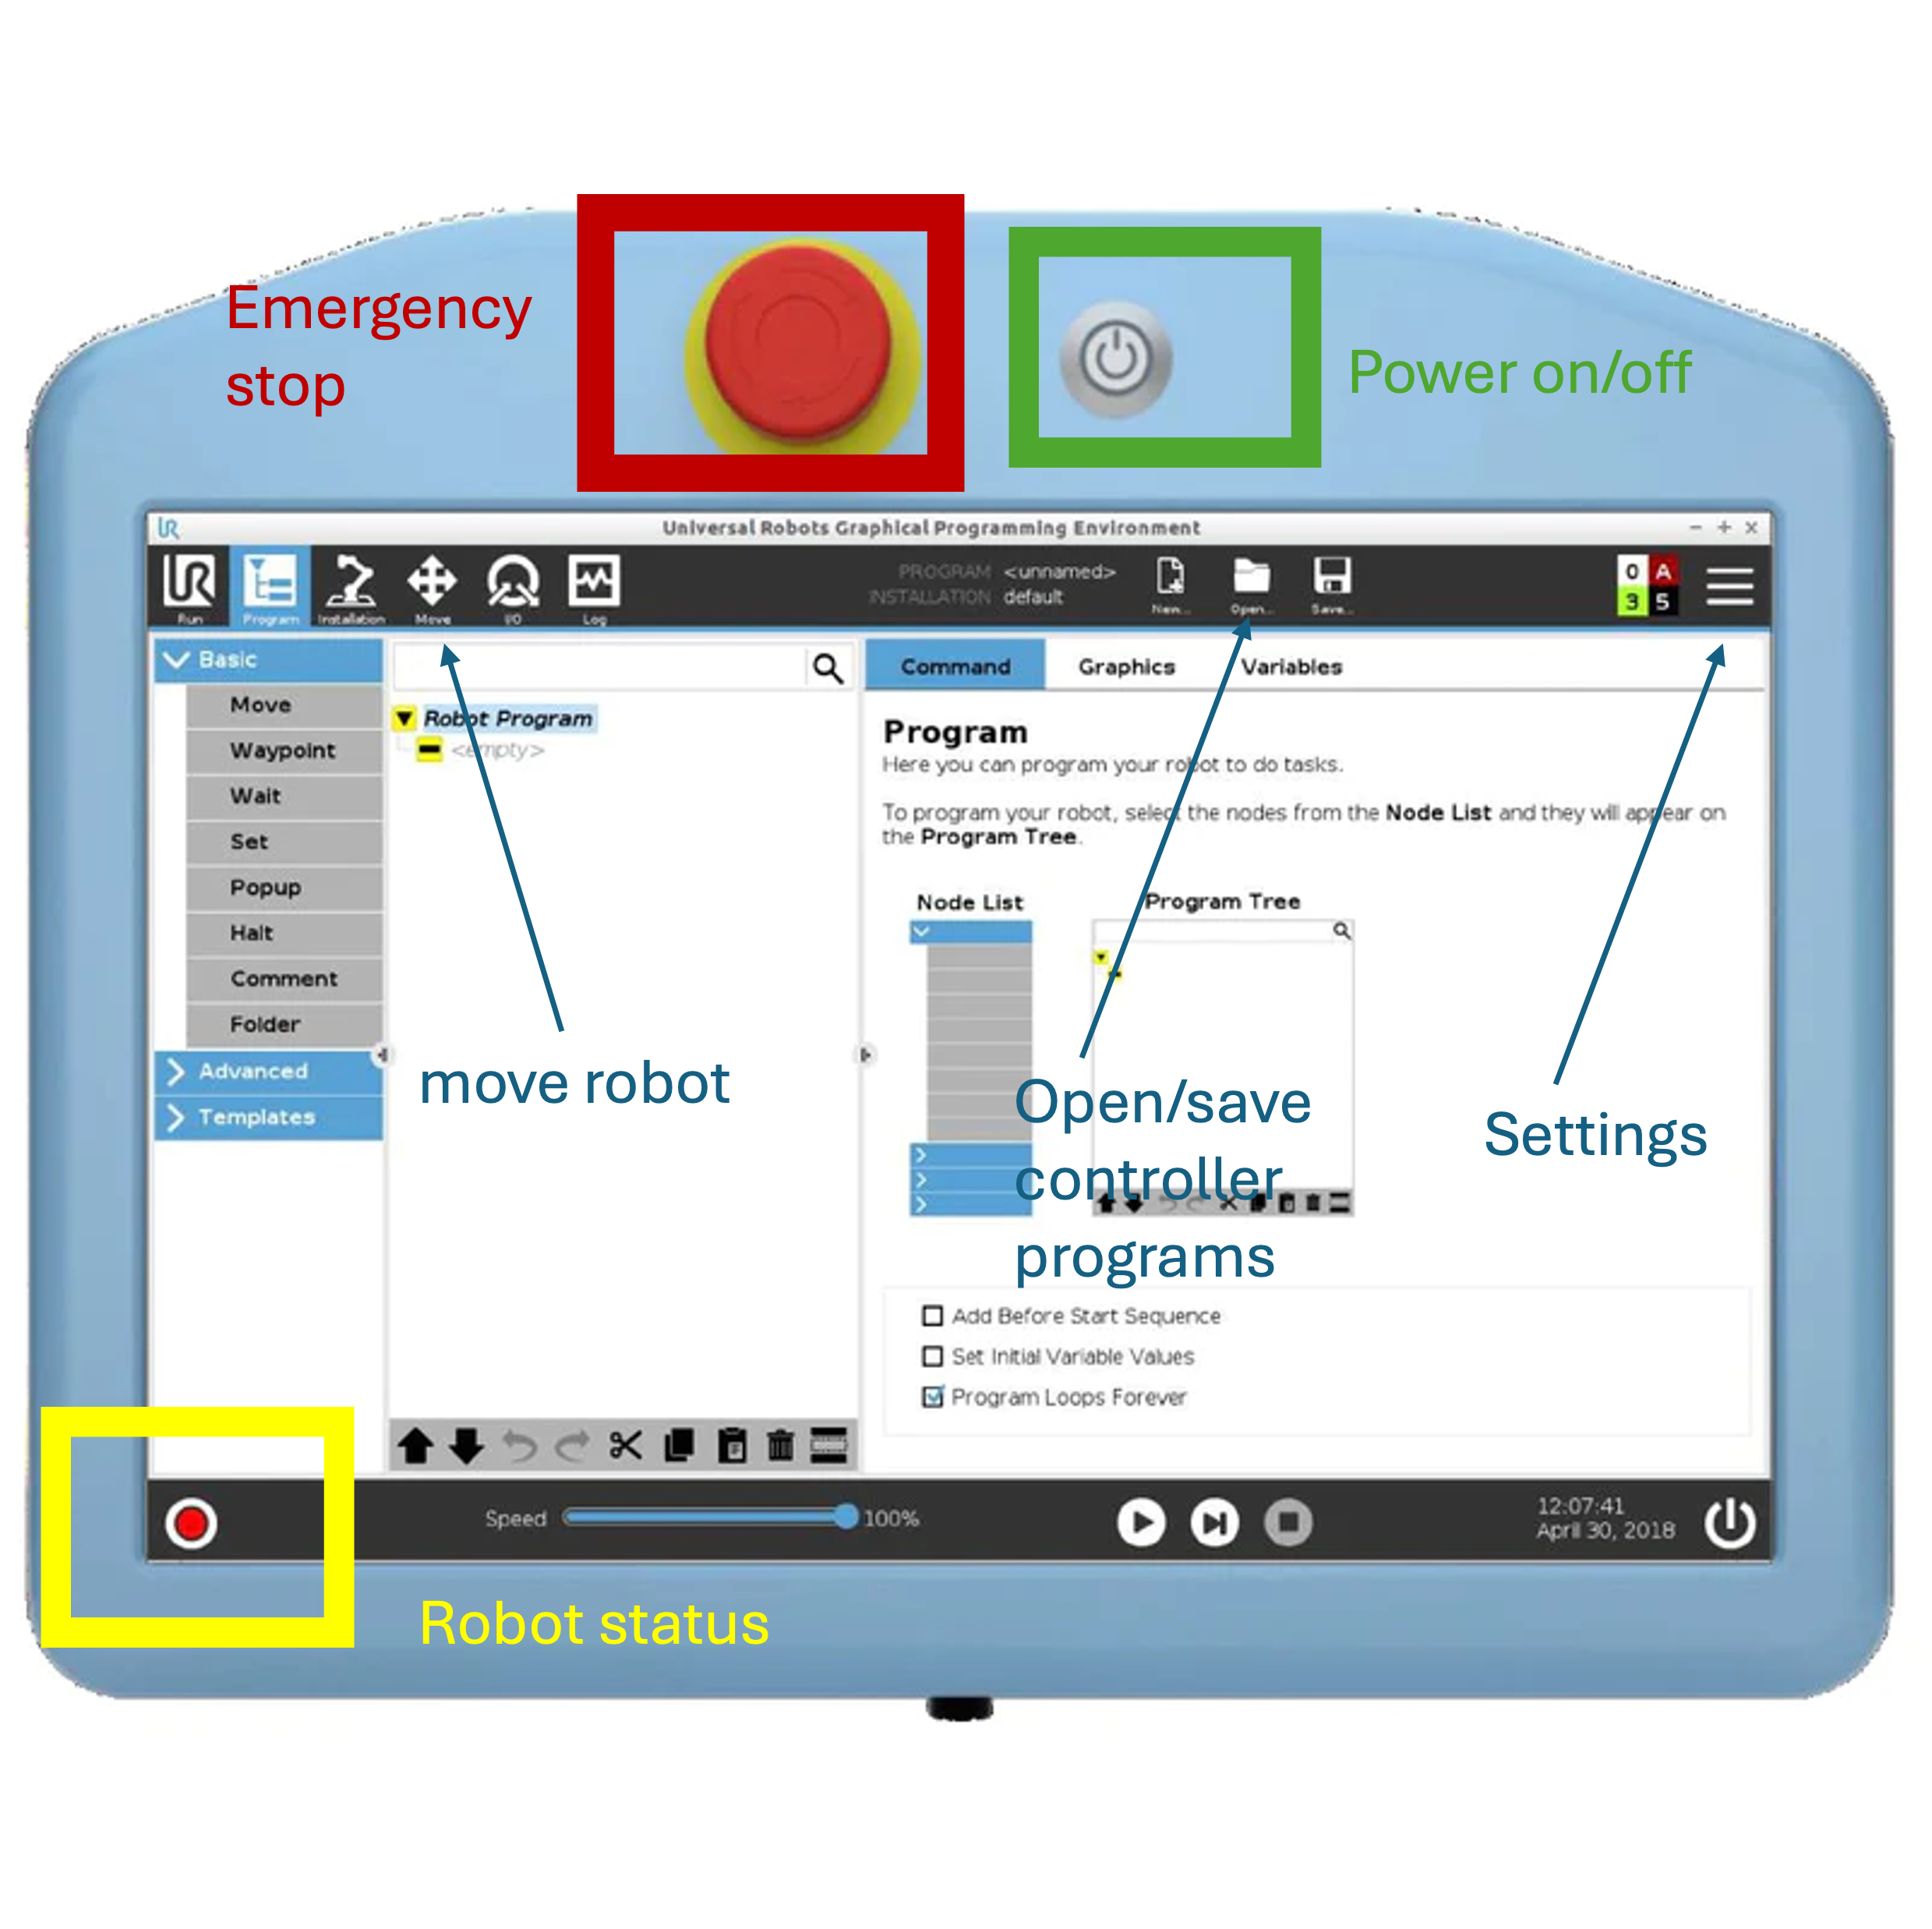 Emergency
stop
Power on/off
UR
Universal Robots Graphical Programming Environment
Run
Program
Installation
Move
I/O
Log
PROGRAM <unnamed>
INSTALLATION default
New...
Open...
Save...
0 A
3 5
Basic
Move
Waypoint
Wait
Set
Popup
Halt
Comment
Folder
Advanced
Templates
Robot Program
<empty>
Command
Graphics
Variables
Program
Here you can program your robot to do tasks.
To program your robot, select the nodes from the Node List and they will appear on
the Program Tree.
Node List
Program Tree
move robot
Open/save
controller
programs
Settings
Add Before Start Sequence
Set Initial Variable Values
Program Loops Forever
Speed
100%
12:07:41
April 30, 2018
Robot status